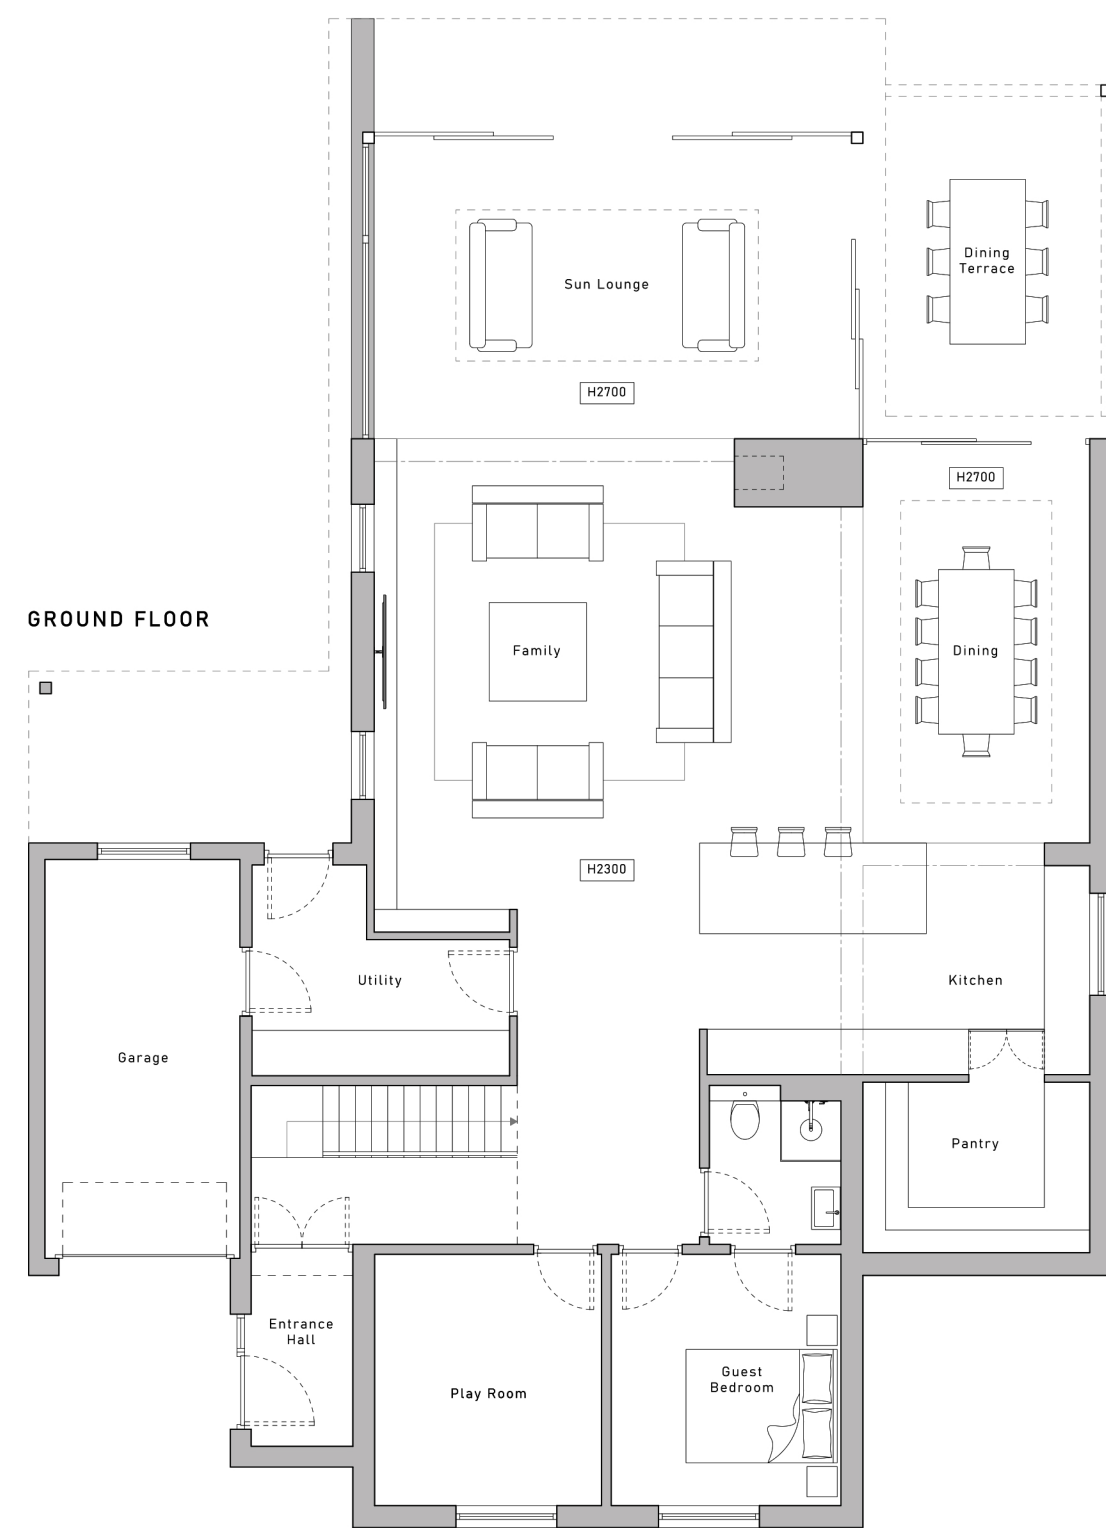 Dining
Terrace
Sun Lounge
H2700
H2700
GROUND FLOOR
Family
Dining
H2300
Utility
Kitchen
Garage
Pantry
Entrance
Hall
Guest
Bedroom
Play Room